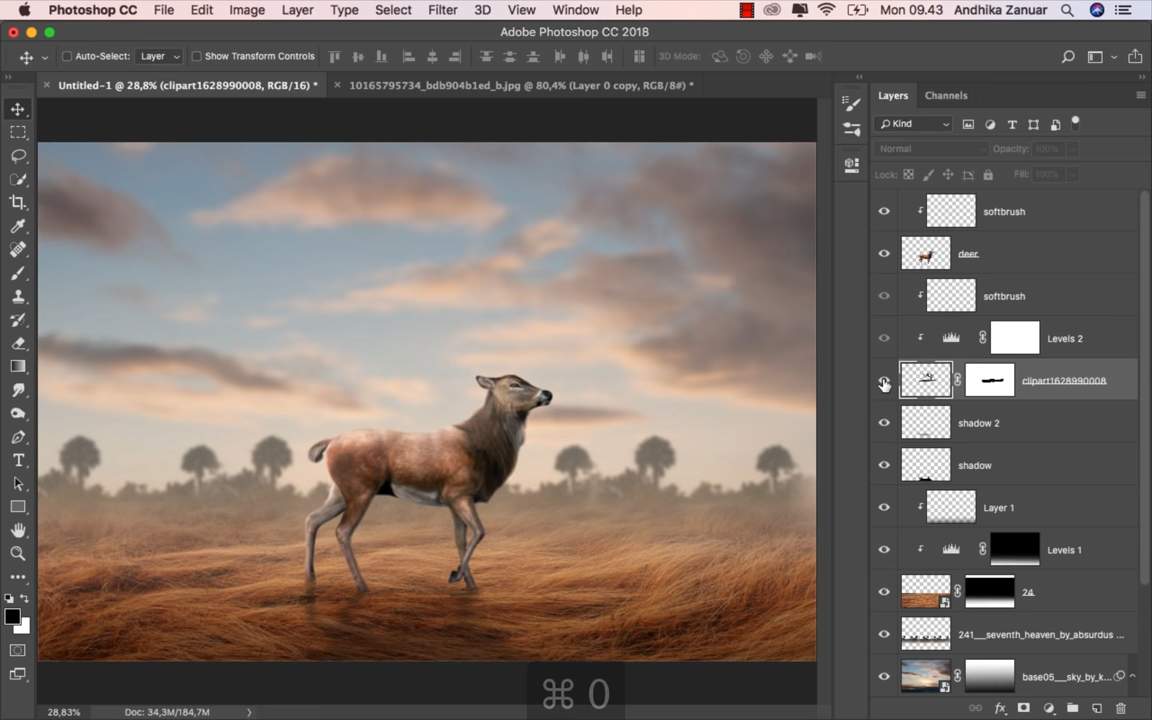 Photoshop CC File Edit Image Layer Type Select Filter 3D View Window Help Mon 09.43 Andhika Zanuar
Adobe Photoshop CC 2018
Auto-Select: Layer Show Transform Controls 3D Mode:
Untitled-1 @ 28,8% (clipart1628990008, RGB/16) * 10165795734_bdb904b1ed_b.jpg @ 80,4% (Layer 0 copy, RGB/8#) *
Layers Channels
Kind
Normal Opacity: 100%
Lock: Fill: 100%
softbrush
deer
softbrush
Levels 2
clipart1628990008
shadow 2
shadow
Layer 1
Levels 1
24
241__seventh_heaven_by_absurdus ...
base05__sky_by_k...
⌘ 0
28,83% Doc: 34,3M/184,7M